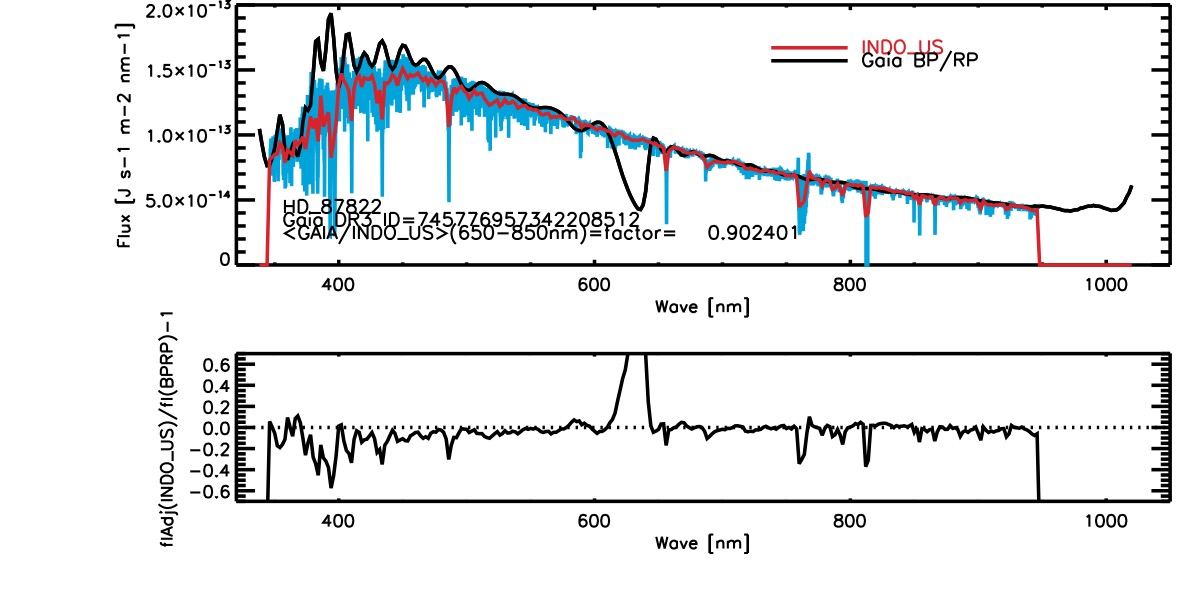 2.0×10−13
1.5×10−13
1.0×10−13
5.0×10−14
0
Flux [J s−1 m−2 nm−1]
INDO_US
Gaia BP/RP
HD_87822
Gaia DR3 ID=745776957342208512
<GAIA/INDO_US>(650−850nm)=factor= 0.902401
400 600 800 1000
Wave [nm]
flAdj(INDO_US)/fl(BPRP)−1
0.6
0.4
0.2
0.0
−0.2
−0.4
−0.6
400 600 800 1000
Wave [nm]